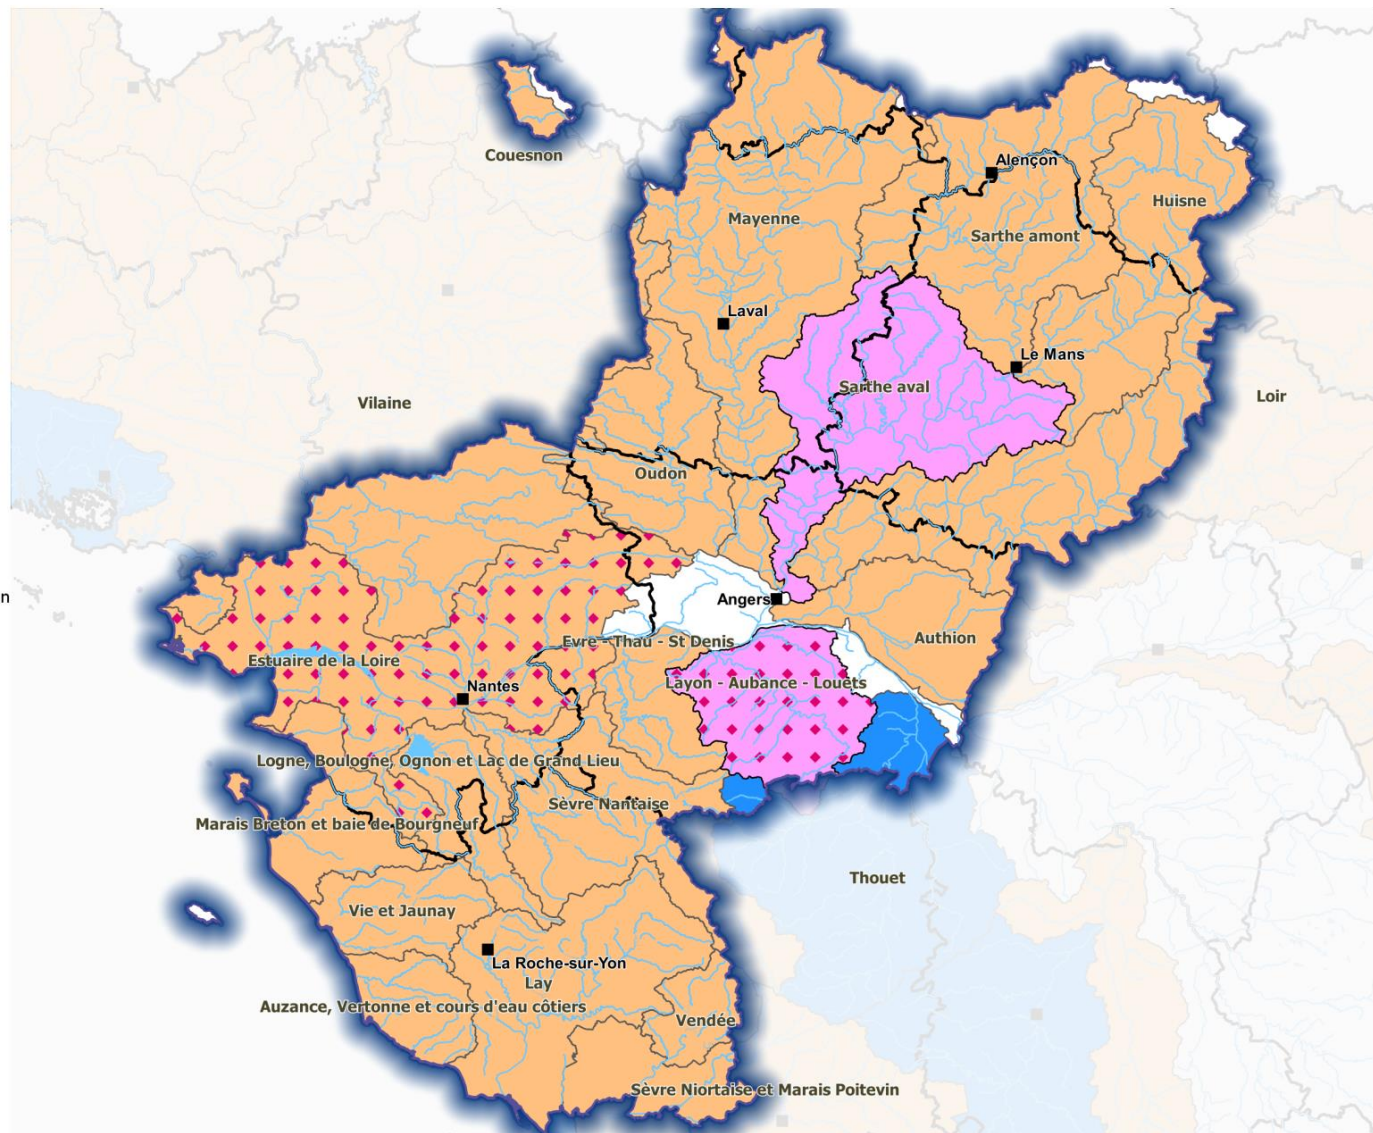 Couesnon
Alençon
Huisne
Mayenne
Sarthe amont
Laval
Le Mans
Sarthe aval
Loir
Vilaine
Oudon
n
Angers
Authion
Evre - Thau - St Denis
Estuaire de la Loire
Layon - Aubance - Louets
Nantes
Logne, Boulogne, Ognon et Lac de Grand Lieu
Sèvre Nantaise
Marais Breton et baie de Bourgneuf
Thouet
Vie et Jaunay
La Roche-sur-Yon
Lay
Auzance, Vertonne et cours d'eau côtiers
Vendée
Sèvre Niortaise et Marais Poitevin